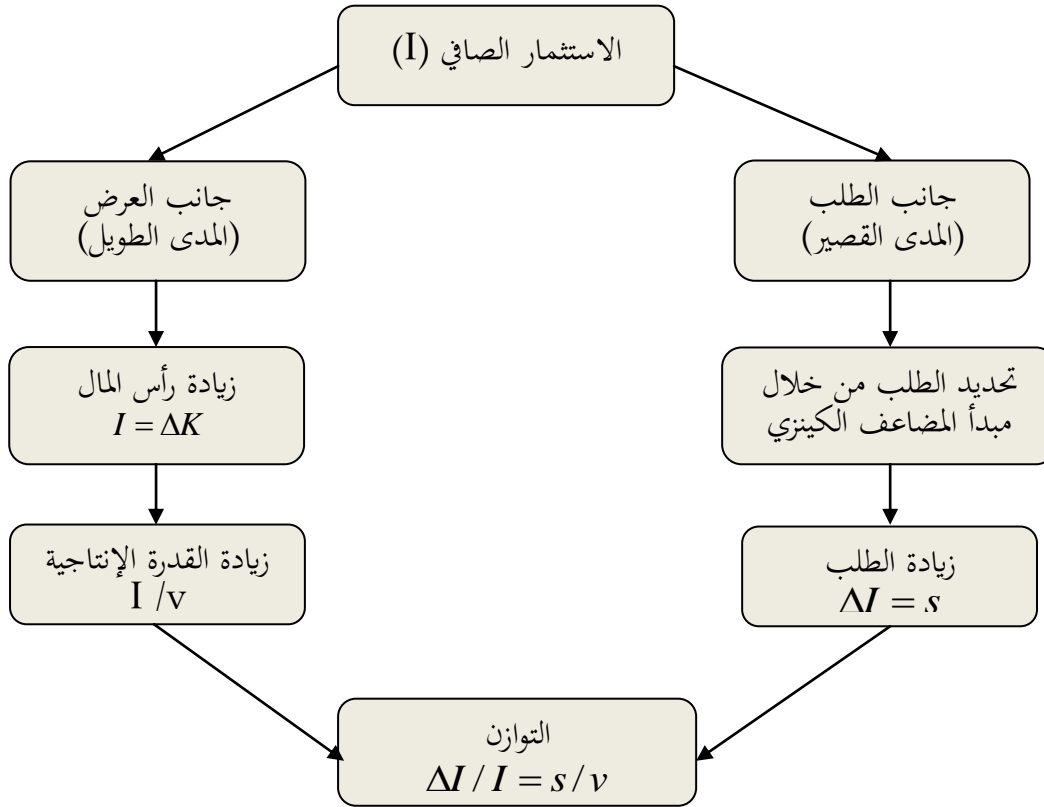 الاستثمار الصافي (I)
جانب العرض
(المدى الطويل)
جانب الطلب
(المدى القصير)
زيادة رأس المال
I = ΔK
تحديد الطلب من خلال
مبدأ المضاعف الكينزي
زيادة القدرة الإنتاجية
I /v
زيادة الطلب
ΔI = s
التوازن
ΔI / I = s / v